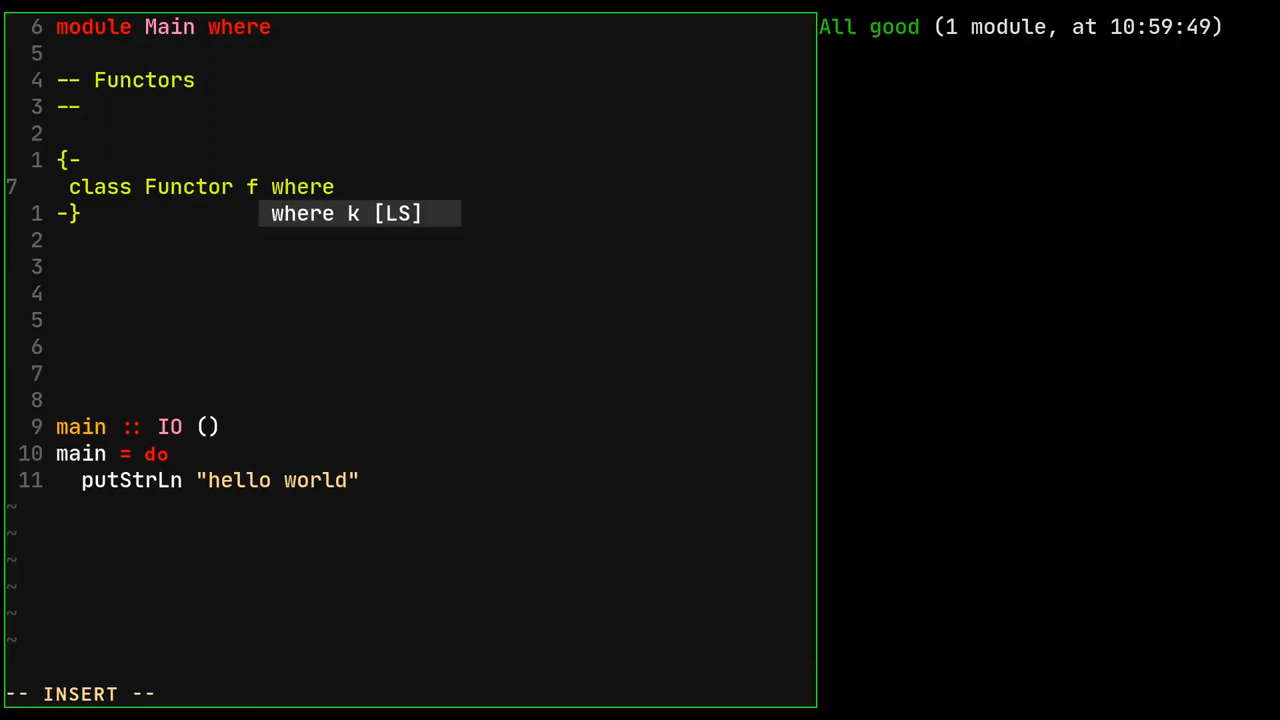 6 module Main where
5
4 -- Functors
3 --
2
1 {-
7 class Functor f where
1 -}
where k [LS]
2
3
4
5
6
7
8
9 main :: IO ()
10 main = do
11 putStrLn "hello world"
~
~
~
~
~
~
-- INSERT --
All good (1 module, at 10:59:49)